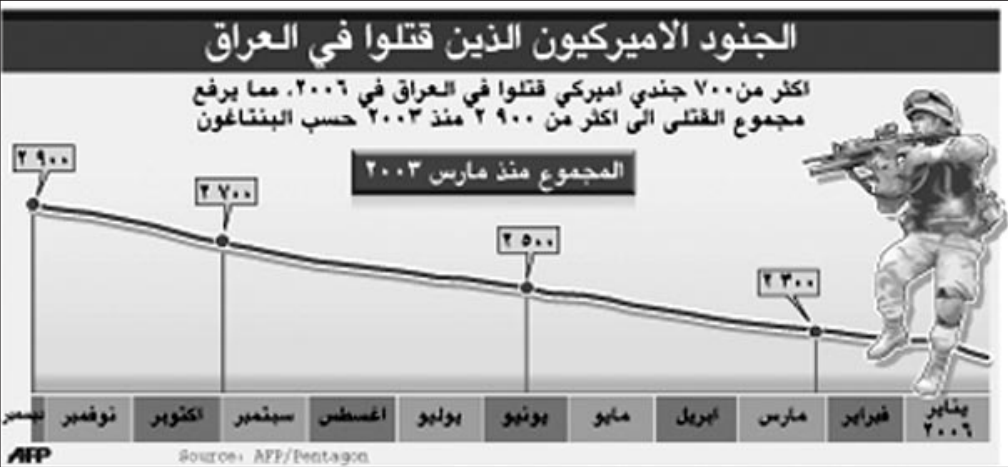 الجنود الاميركيون الذين قتلوا في العراق
اكثر من٧٠٠ جندي اميركي قتلوا في العراق في ٢٠٠٦، مما يرفع
مجموع القتلى الى اكثر من ٩٠٠ ٢ منذ ٢٠٠٣ حسب البنتاغون
المجموع منذ مارس ٢٠٠٣
٢ ٣٠٠
٢ ٥٠٠
٢ ٧٠٠
٢ ٩٠٠
يناير
٢٠٠٦
فبراير
مارس
ابريل
مايو
يونيو
يوليو
اغسطس
سبتمبر
اكتوبر
نوفمبر
ديسمبر
AFP
Source: AFP/Pentagon